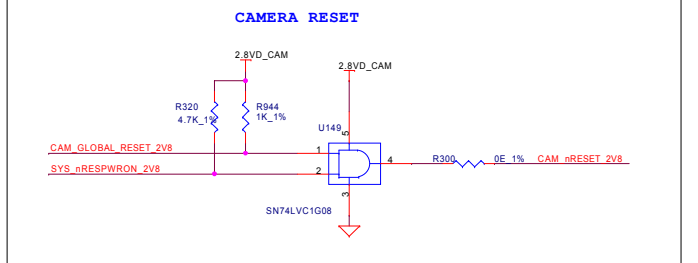 CAMERA RESET
2.8VD_CAM
2.8VD_CAM
R320
4.7K_1%
R944
1K_1%
U149
5
CAM_GLOBAL_RESET_2V8
1
4
R300
0E_1%
CAM_nRESET_2V8
SYS_nRESPWRON_2V8
2
3
SN74LVC1G08